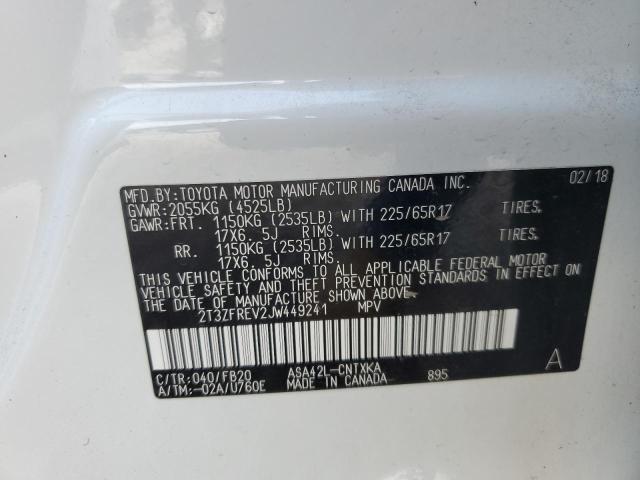 MFD.BY:TOYOTA MOTOR MANUFACTURING CANADA INC. 02/18
GVWR:2055KG (4525LB)
GAWR:FRT. 1150KG (2535LB) WITH 225/65R17 TIRES.
17X6. 5J RIMS.
RR. 1150KG (2535LB) WITH 225/65R17 TIRES.
17X6. 5J RIMS.
THIS VEHICLE CONFORMS TO ALL APPLICABLE FEDERAL MOTOR
VEHICLE SAFETY AND THEFT PREVENTION STANDARDS IN EFFECT ON
THE DATE OF MANUFACTURE SHOWN ABOVE.
2T3ZFREV2JW449241 MPV
C/TR:040/FB20 ASA42L-CNTXKA A
A/TM:-02A/U760E MADE IN CANADA 895